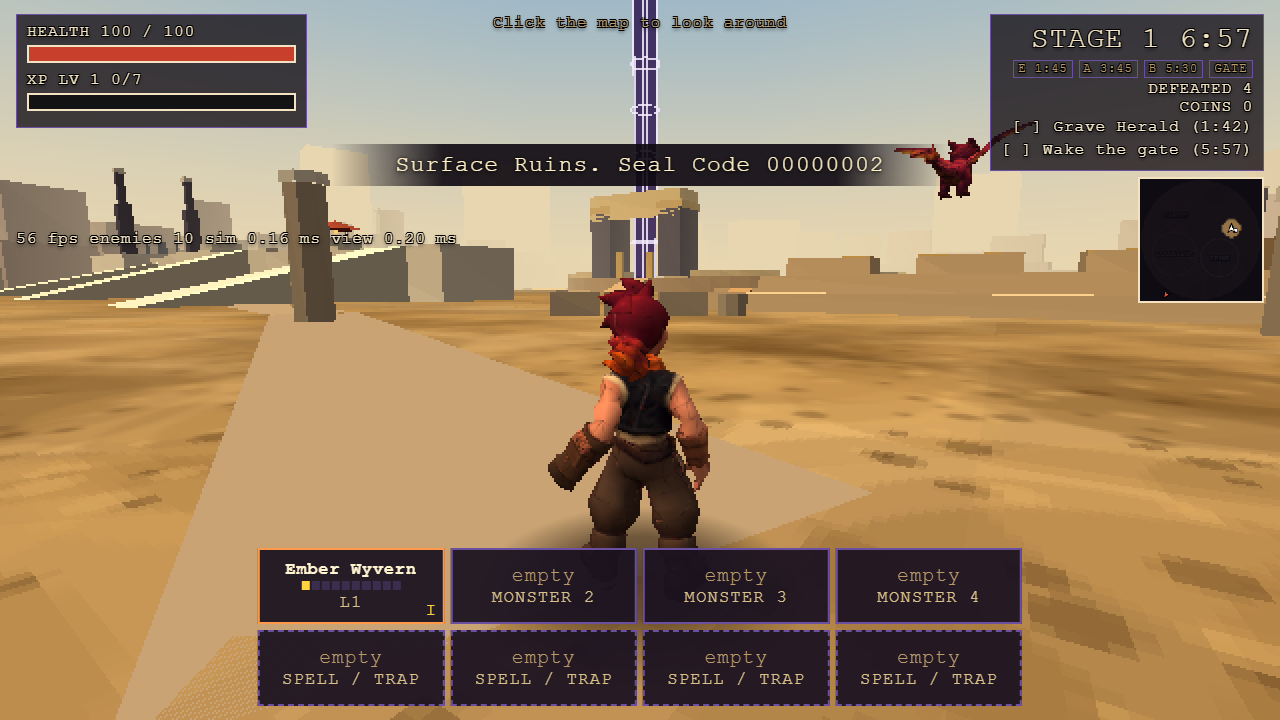 HEALTH 100 / 100
XP LV 1 0/7
Click the map to look around
STAGE 1 6:57
E 1:45 A 3:45 B 5:30 GATE
DEFEATED 4
COINS 0
[ ] Grave Herald (1:42)
[ ] Wake the gate (5:57)
Surface Ruins. Seal Code 00000002
56 fps enemies 10 sim 0.16 ms view 0.20 ms
Ember Wyvern
L1
I
empty
MONSTER 2
empty
MONSTER 3
empty
MONSTER 4
empty
SPELL / TRAP
empty
SPELL / TRAP
empty
SPELL / TRAP
empty
SPELL / TRAP